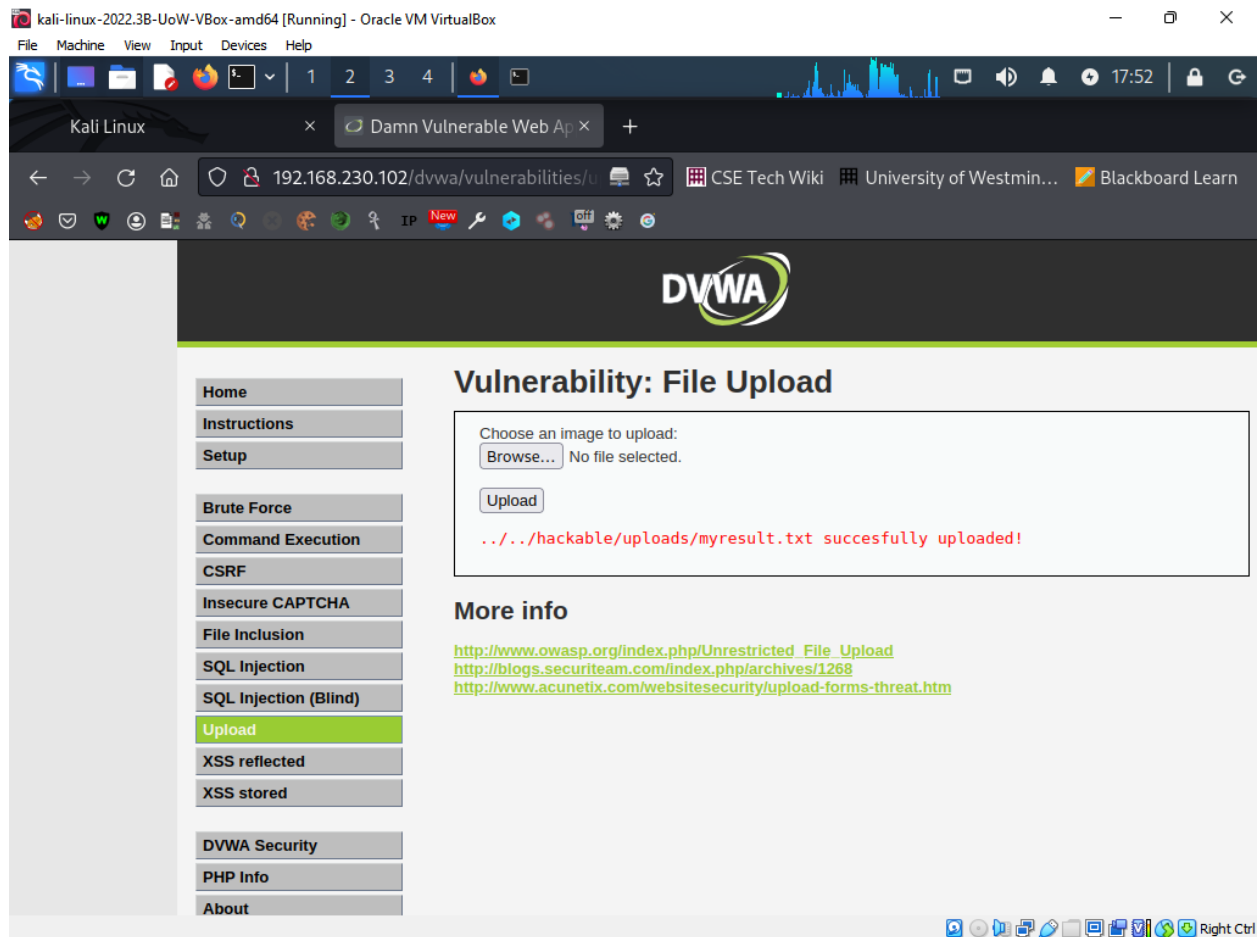 kali-linux-2022.3B-UoW-VBox-amd64 [Running] - Oracle VM VirtualBox
File Machine View Input Devices Help
1 2 3 4 17:52
Kali Linux Damn Vulnerable Web Ap
192.168.230.102/dvwa/vulnerabilities/u CSE Tech Wiki University of Westmin... Blackboard Learn
IP New off
DVWA
Home
Instructions
Setup
Brute Force
Command Execution
CSRF
Insecure CAPTCHA
File Inclusion
SQL Injection
SQL Injection (Blind)
Upload
XSS reflected
XSS stored
DVWA Security
PHP Info
About
Vulnerability: File Upload
Choose an image to upload:
Browse... No file selected.
Upload
../../hackable/uploads/myresult.txt succesfully uploaded!
More info
http://www.owasp.org/index.php/Unrestricted_File_Upload
http://blogs.securiteam.com/index.php/archives/1268
http://www.acunetix.com/websitesecurity/upload-forms-threat.htm
Right Ctrl